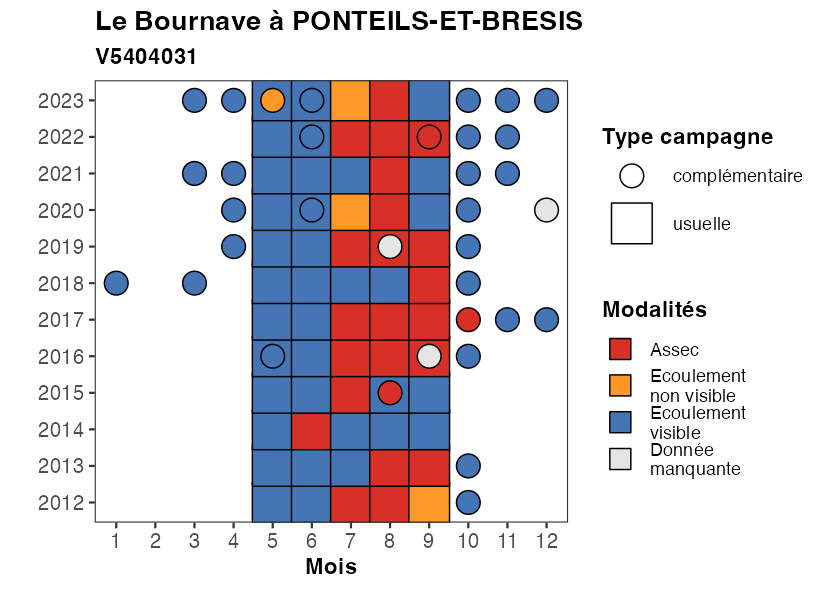 Le Bournave à PONTEILS-ET-BRESIS
V5404031
2023
2022
2021
2020
2019
2018
2017
2016
2015
2014
2013
2012
1 2 3 4 5 6 7 8 9 10 11 12
Mois
Type campagne
complémentaire
usuelle
Modalités
Assec
Ecoulement
non visible
Ecoulement
visible
Donnée
manquante